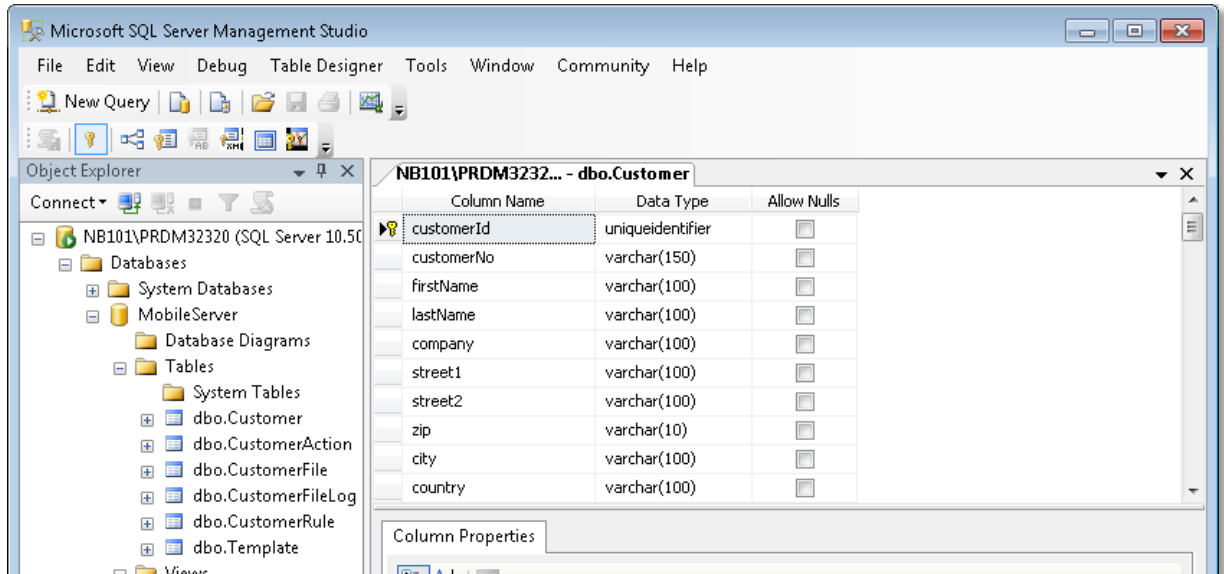 Microsoft SQL Server Management Studio
File Edit View Debug Table Designer Tools Window Community Help
New Query
Object Explorer
Connect
NB101\PRDM32320 (SQL Server 10.50
Databases
System Databases
MobileServer
Database Diagrams
Tables
System Tables
dbo.Customer
dbo.CustomerAction
dbo.CustomerFile
dbo.CustomerFileLog
dbo.CustomerRule
dbo.Template
Views
NB101\PRDM3232... - dbo.Customer
Column Name Data Type Allow Nulls
customerId uniqueidentifier
customerNo varchar(150)
firstName varchar(100)
lastName varchar(100)
company varchar(100)
street1 varchar(100)
street2 varchar(100)
zip varchar(10)
city varchar(100)
country varchar(100)
Column Properties